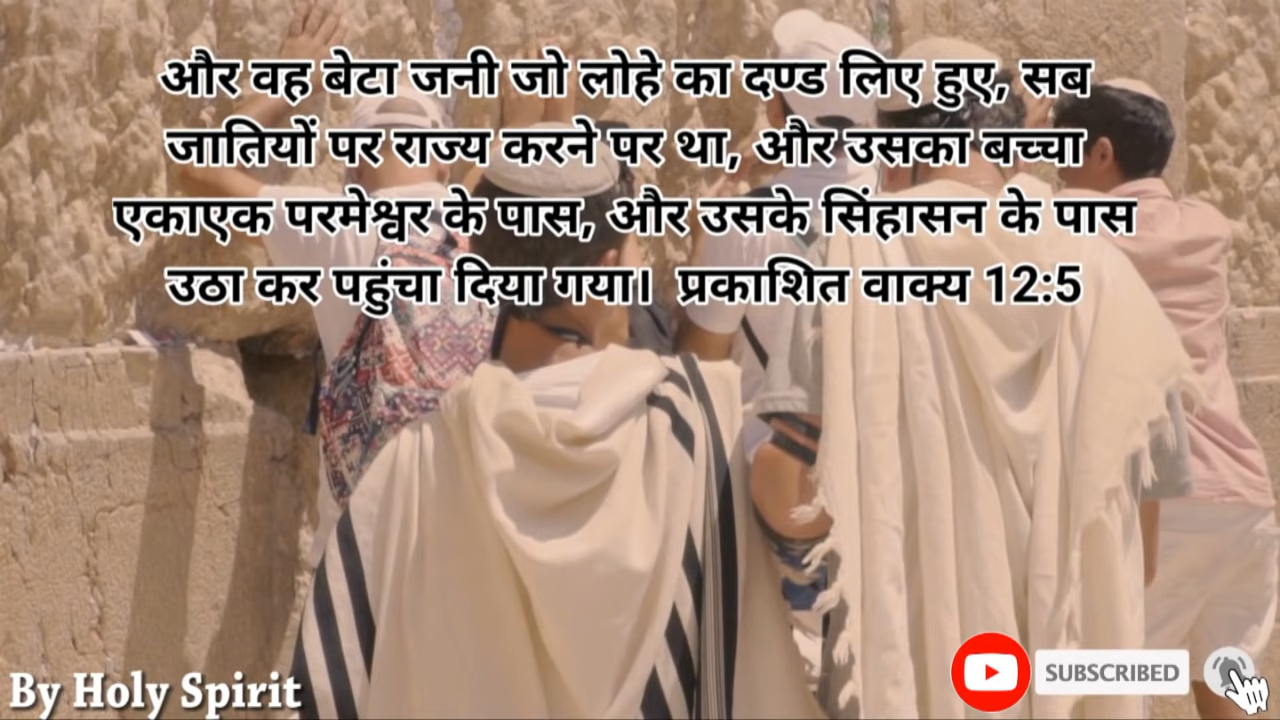 और वह बेटा जनी जो लोहे का दण्ड लिए हुए, सब
जातियों पर राज्य करने पर था, और उसका बच्चा
एकाएक परमेश्वर के पास, और उसके सिंहासन के पास
उठा कर पहुंचा दिया गया। प्रकाशित वाक्य 12:5
By Holy Spirit
SUBSCRIBED